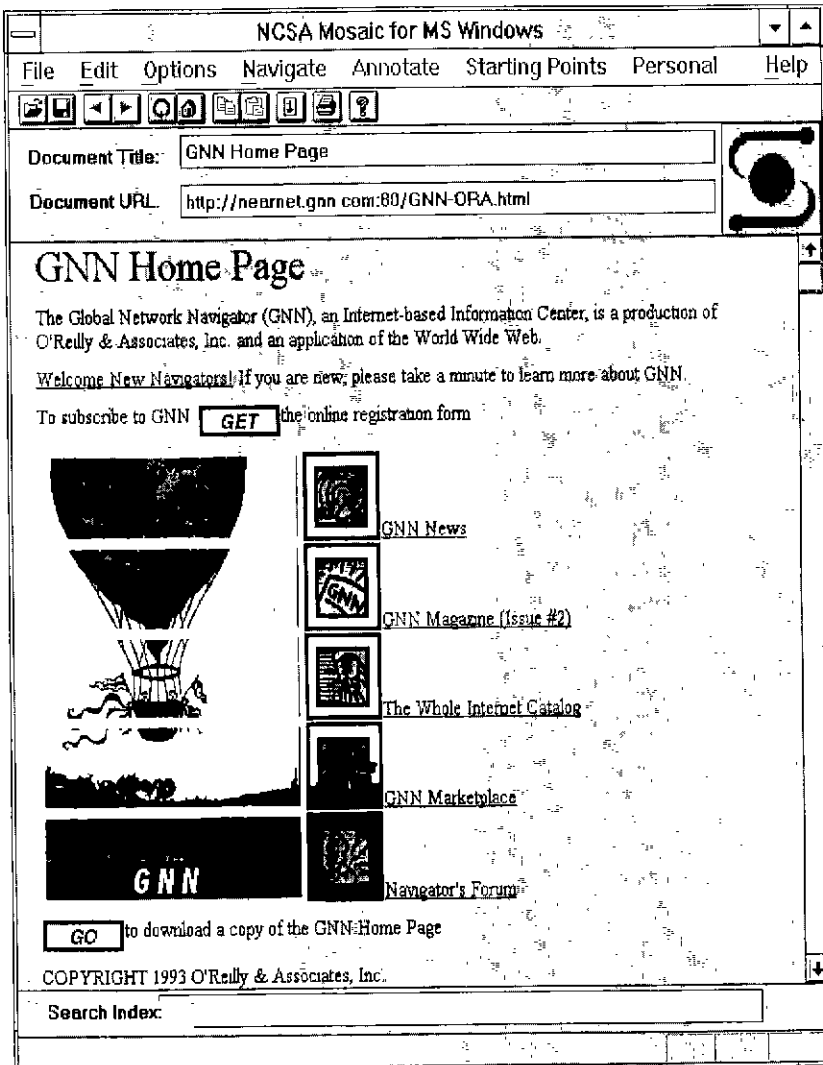 NCSA Mosaic for MS Windows
File Edit Options Navigate Annotate Starting Points Personal Help
Document Title: GNN Home Page
Document URL: http://nearnet.gnn.com:80/GNN-ORA.html
GNN Home Page
The Global Network Navigator (GNN), an Internet-based Information Center, is a production of
O'Reilly & Associates, Inc. and an application of the World Wide Web.
Welcome New Navigators! If you are new, please take a minute to learn more about GNN.
To subscribe to GNN GET the online registration form
GNN News
GNN
GNN Magazine (Issue #2)
The Whole Internet Catalog
GNN Marketplace
GNN
Navigator's Forum
GO to download a copy of the GNN Home Page
COPYRIGHT 1993 O'Reilly & Associates, Inc.
Search Index: